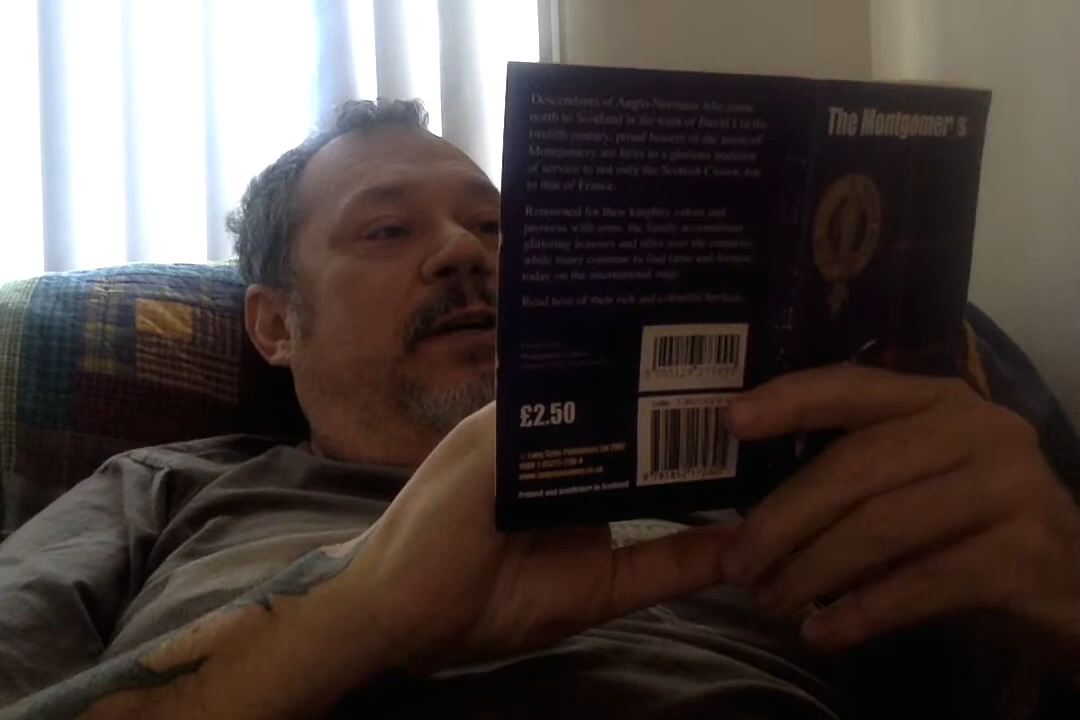 Descendants of Anglo-Normans who came
north to Scotland in the train of David I in the
twelfth century, proud bearers of the name of
Montgomery are heirs to a glorious tradition
of service to not only the Scottish Crown, but
to that of France.
Renowned for their knightly valour and
prowess with arms, the family accumulated
glittering honours and titles over the centuries
while many continue to find fame and
today on the international stage.
Read here of their rich and colourful heritage
£2.50
Printed and published in Scotland
The Montgomer s